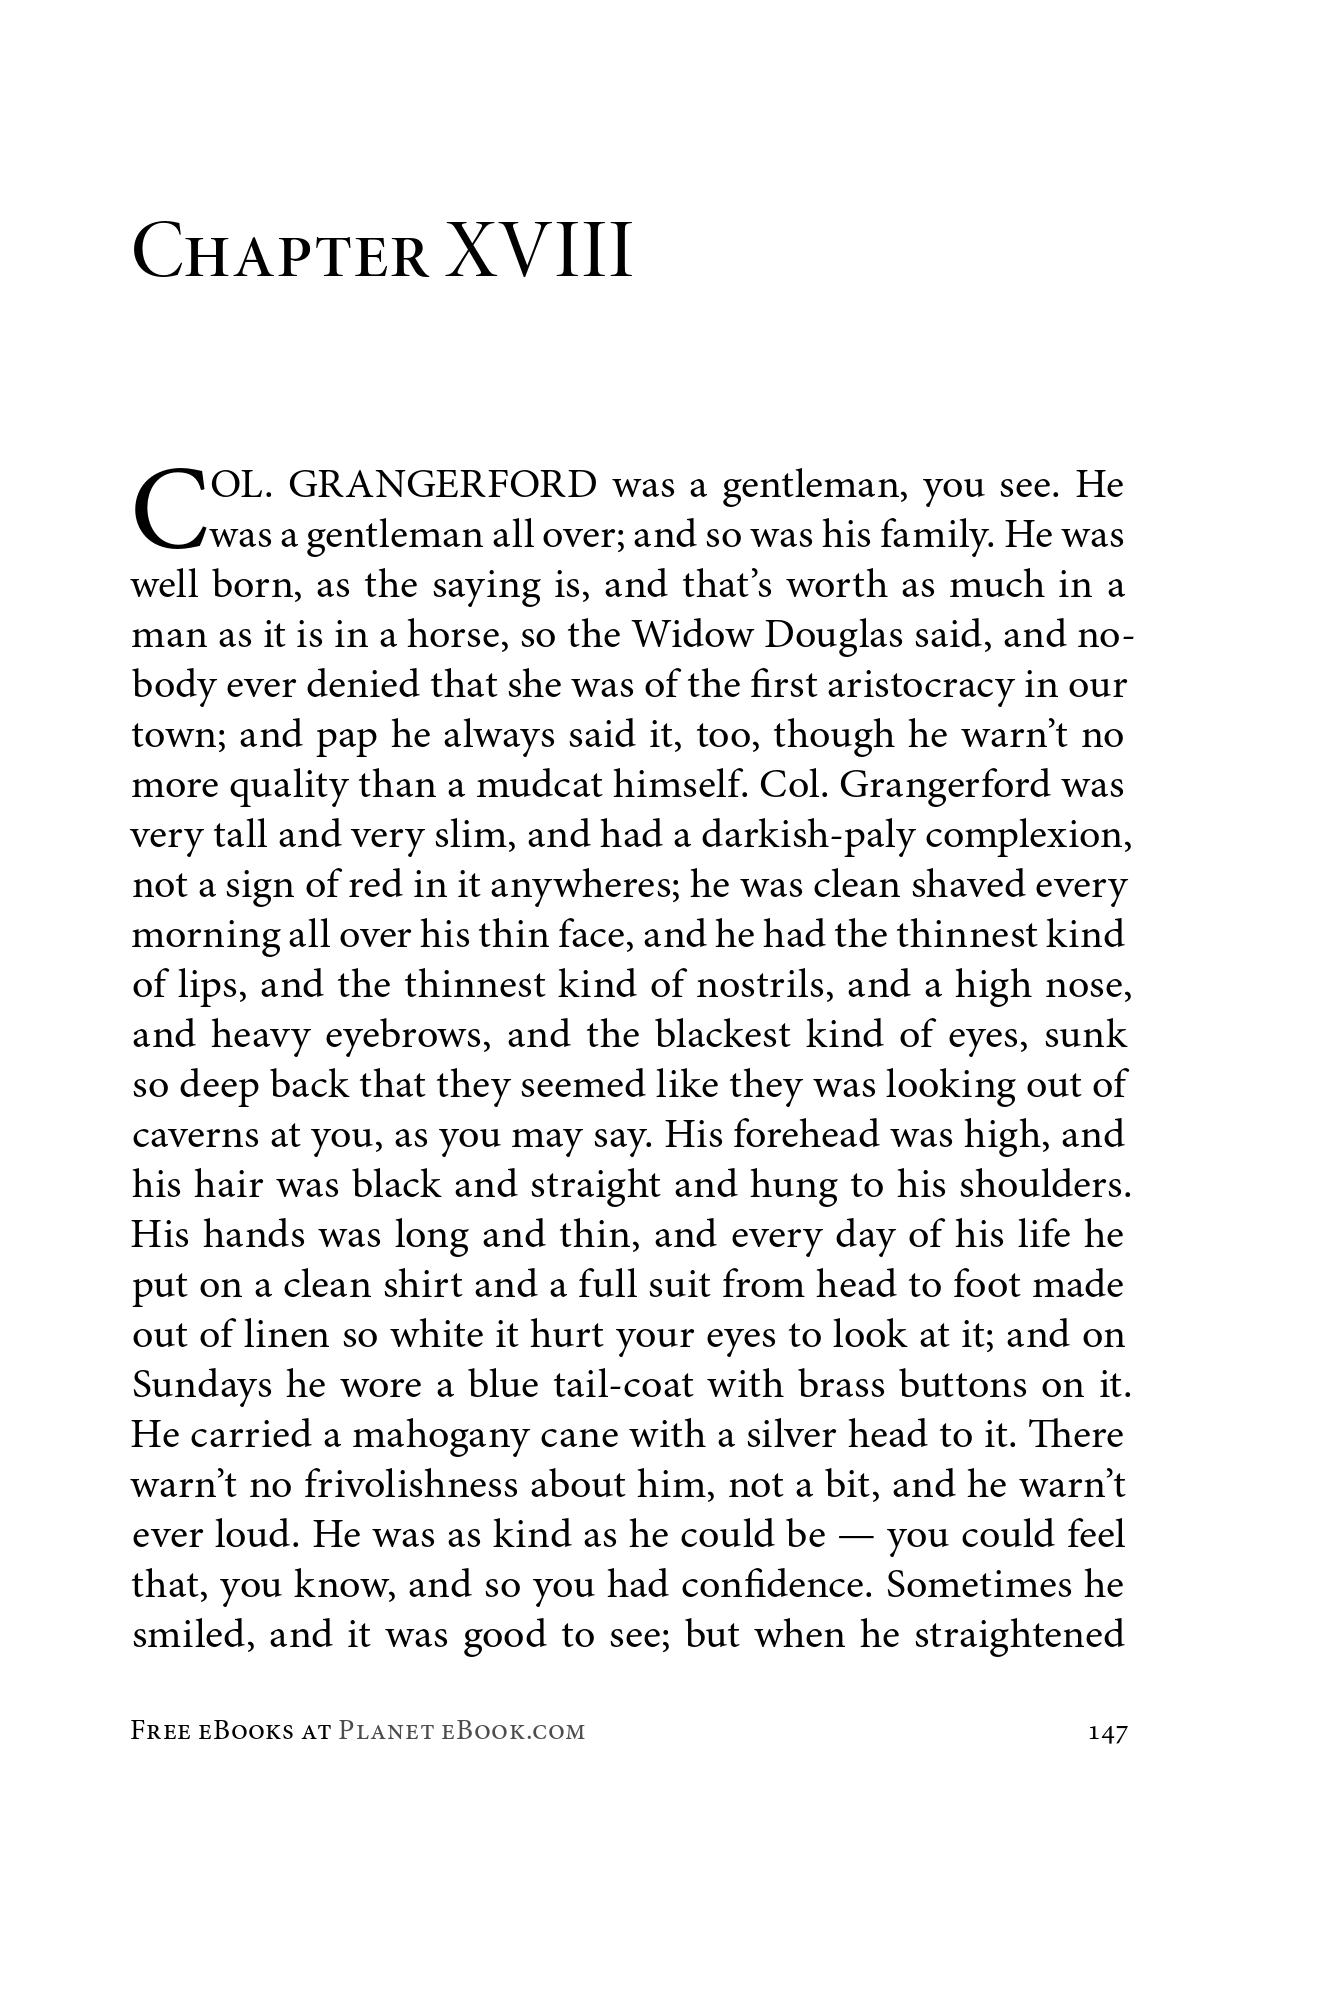 Chapter XVIII
COL. GRANGERFORD was a gentleman, you see. He
was a gentleman all over; and so was his family. He was
well born, as the saying is, and that’s worth as much in a
man as it is in a horse, so the Widow Douglas said, and no-
body ever denied that she was of the first aristocracy in our
town; and pap he always said it, too, though he warn’t no
more quality than a mudcat himself. Col. Grangerford was
very tall and very slim, and had a darkish-paly complexion,
not a sign of red in it anywheres; he was clean shaved every
morning all over his thin face, and he had the thinnest kind
of lips, and the thinnest kind of nostrils, and a high nose,
and heavy eyebrows, and the blackest kind of eyes, sunk
so deep back that they seemed like they was looking out of
caverns at you, as you may say. His forehead was high, and
his hair was black and straight and hung to his shoulders.
His hands was long and thin, and every day of his life he
put on a clean shirt and a full suit from head to foot made
out of linen so white it hurt your eyes to look at it; and on
Sundays he wore a blue tail-coat with brass buttons on it.
He carried a mahogany cane with a silver head to it. There
warn’t no frivolishness about him, not a bit, and he warn’t
ever loud. He was as kind as he could be — you could feel
that, you know, and so you had confidence. Sometimes he
smiled, and it was good to see; but when he straightened
Free eBooks at Planet eBook.com 147